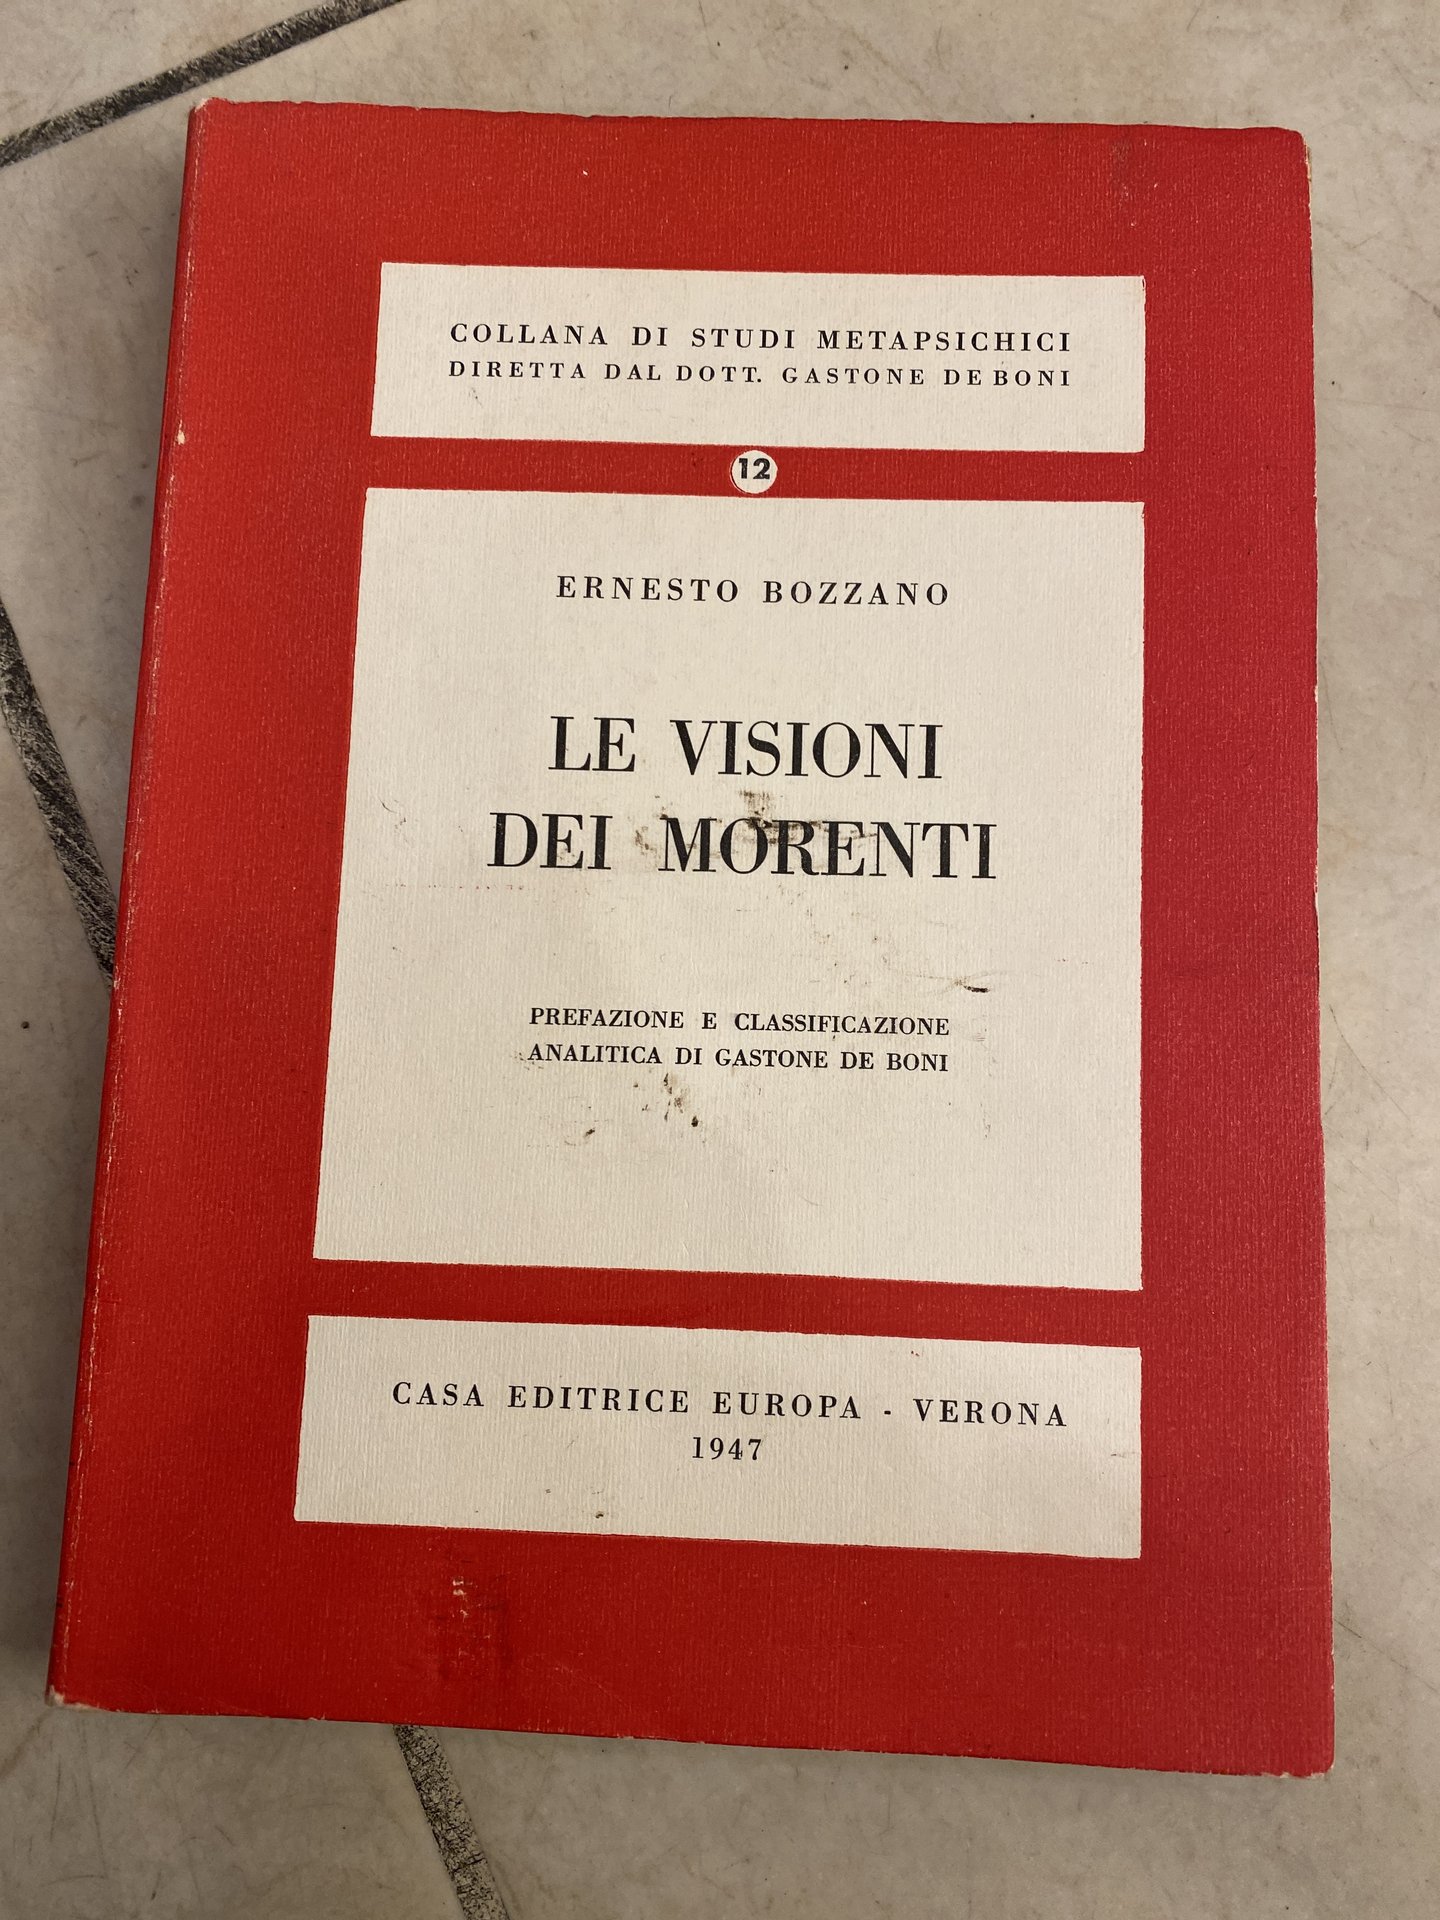 COLLANA DI STUDI METAPSICHICI
DIRETTA DAL DOTT. GASTONE DE BONI
12
ERNESTO BOZZANO
LE VISIONI
DEI MORENTI
PREFAZIONE E CLASSIFICAZIONE
ANALITICA DI GASTONE DE BONI
CASA EDITRICE EUROPA - VERONA
1947